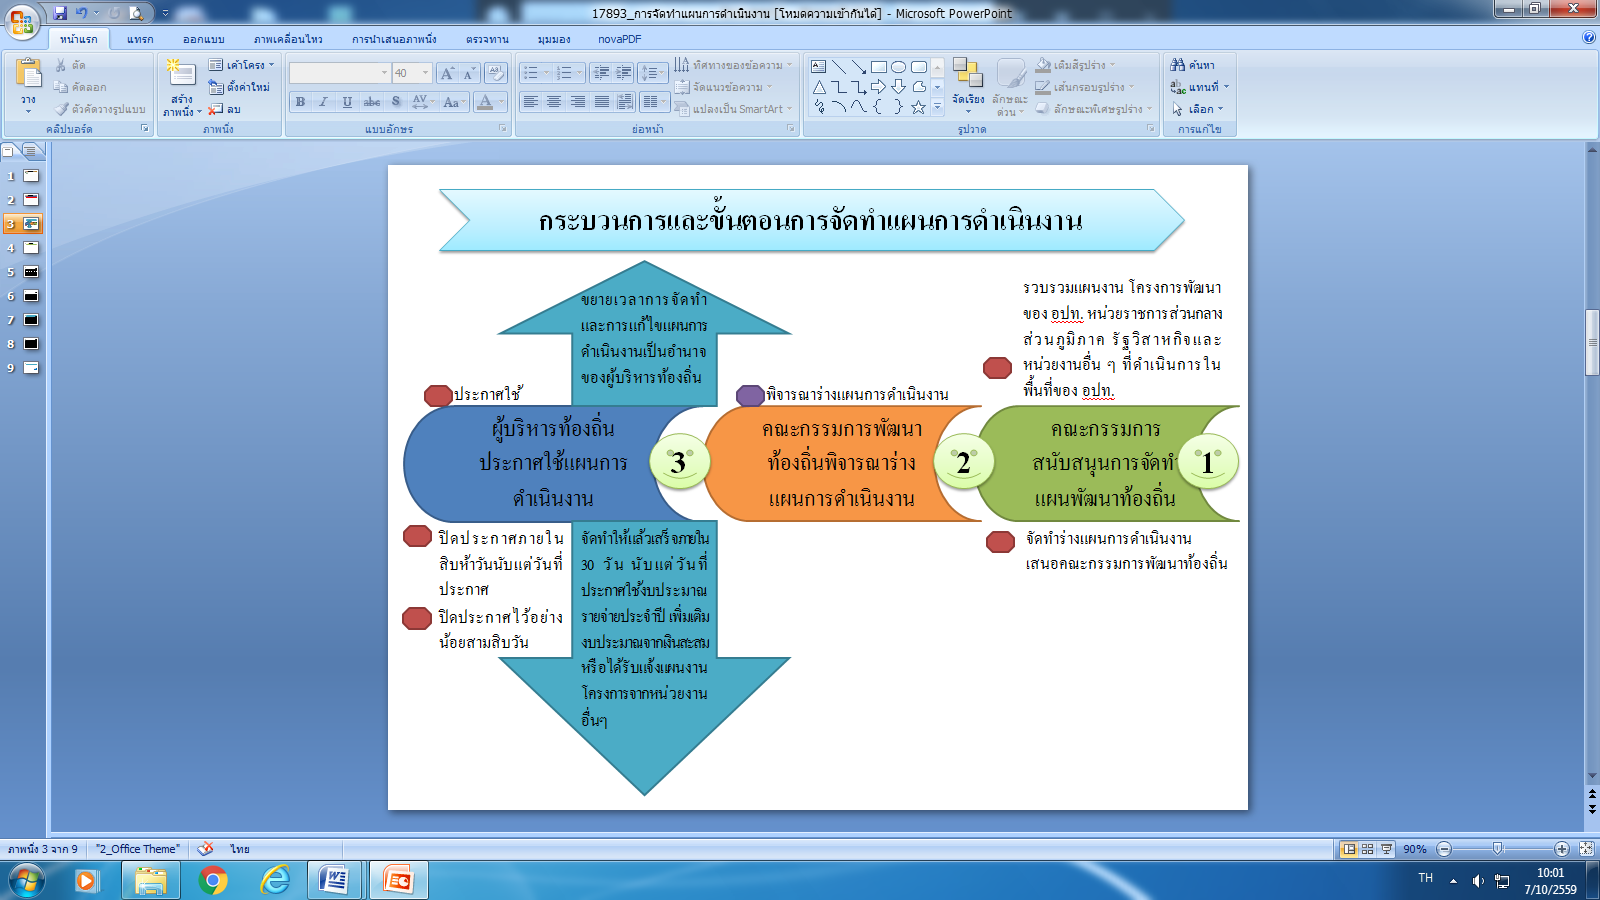 17893_การจัดทำแผนการดำเนินงาน [โหมดความเข้ากันได้] - Microsoft PowerPoint
หน้าแรก แทรก ออกแบบ ภาพเคลื่อนไหว การนำเสนอภาพนิ่ง ตรวจทาน มุมมอง novaPDF
วาง
ตัด
คัดลอก
ตัวคัดวางรูปแบบ
คลิปบอร์ด
สร้าง
ภาพนิ่ง
เค้าโครง
ตั้งค่าใหม่
ลบ
ภาพนิ่ง
40
B I U abc S AV Aa A
แบบอักษร
ทิศทางของข้อความ
จัดแนวข้อความ
แปลงเป็น SmartArt
ย่อหน้า
จัดเรียง
ลักษณะ
ด่วน
เติมสีรูปร่าง
เส้นกรอบรูปร่าง
ลักษณะพิเศษรูปร่าง
รูปวาด
ค้นหา
แทนที่
เลือก
การแก้ไข
1
2
3
4
5
6
7
8
9
กระบวนการและขั้นตอนการจัดทำแผนการดำเนินงาน
ขยายเวลาการจัดทำ
และการแก้ไขแผนการ
ดำเนินงานเป็นอำนาจ
ของผู้บริหารท้องถิ่น
รวบรวมแผนงาน โครงการพัฒนา
ของ อปท. หน่วยราชการส่วนกลาง
ส่วนภูมิภาค รัฐวิสาหกิจและ
หน่วยงานอื่น ๆ ที่ดำเนินการใน
พื้นที่ของ อปท.
ประกาศใช้
พิจารณาร่างแผนการดำเนินงาน
ผู้บริหารท้องถิ่น
ประกาศใช้แผนการ
ดำเนินงาน
3
คณะกรรมการพัฒนา
ท้องถิ่นพิจารณาร่าง
แผนการดำเนินงาน
2
คณะกรรมการ
สนับสนุนการจัดทำ
แผนพัฒนาท้องถิ่น
1
ปิดประกาศภายใน
สิบห้าวันนับแต่วันที่
ประกาศ
ปิดประกาศไว้อย่าง
น้อยสามสิบวัน
จัดทำให้แล้วเสร็จภายใน
30 วัน นับแต่วันที่
ประกาศใช้งบประมาณ
รายจ่ายประจำปี เพิ่มเติม
งบประมาณจากเงินสะสม
หรือได้รับแจ้งแผนงาน
โครงการจากหน่วยงาน
อื่นๆ
จัดทำร่างแผนการดำเนินงาน
เสนอคณะกรรมการพัฒนาท้องถิ่น
ภาพนิ่ง 3 จาก 9 "2_Office Theme" ไทย 90%
TH 10:01
7/10/2559